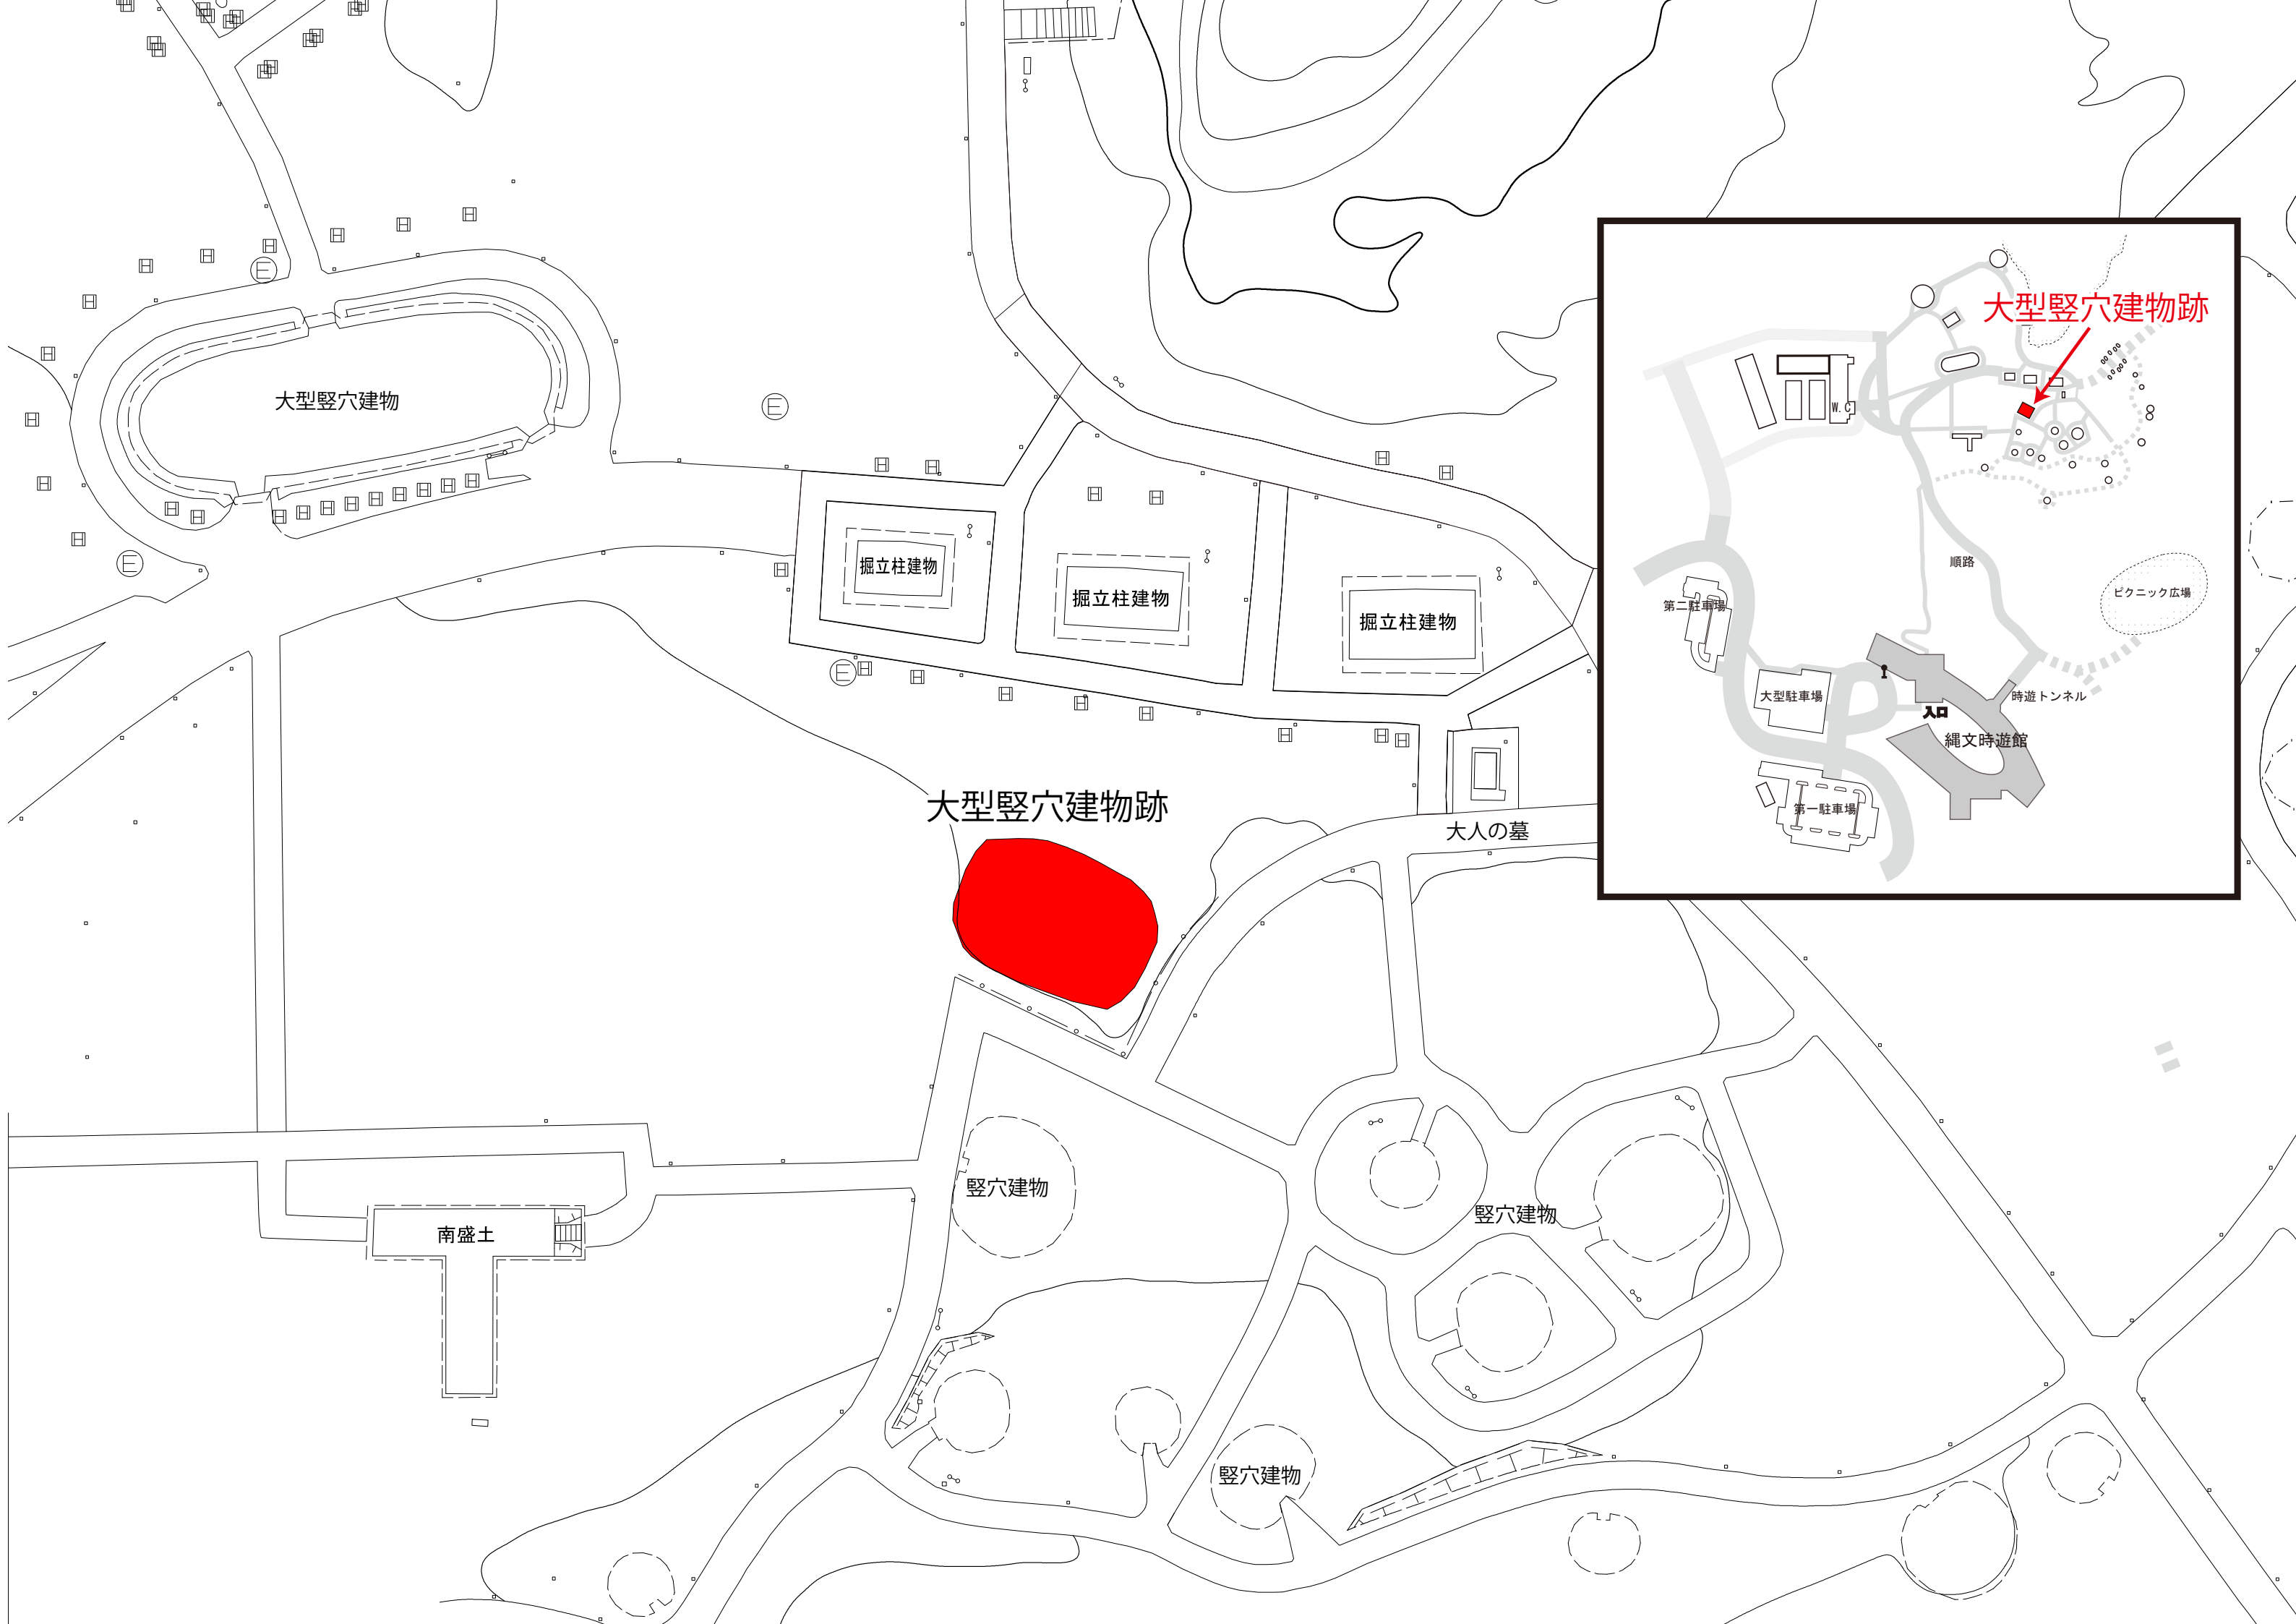 大型竪穴建物
掘立柱建物
掘立柱建物
掘立柱建物
大型竪穴建物跡
大人の墓
竪穴建物
竪穴建物
南盛土
竪穴建物
大型竪穴建物跡
W.C
順路
ピクニック広場
第二駐車場
大型駐車場
時遊トンネル
入口
縄文時遊館
第一駐車場